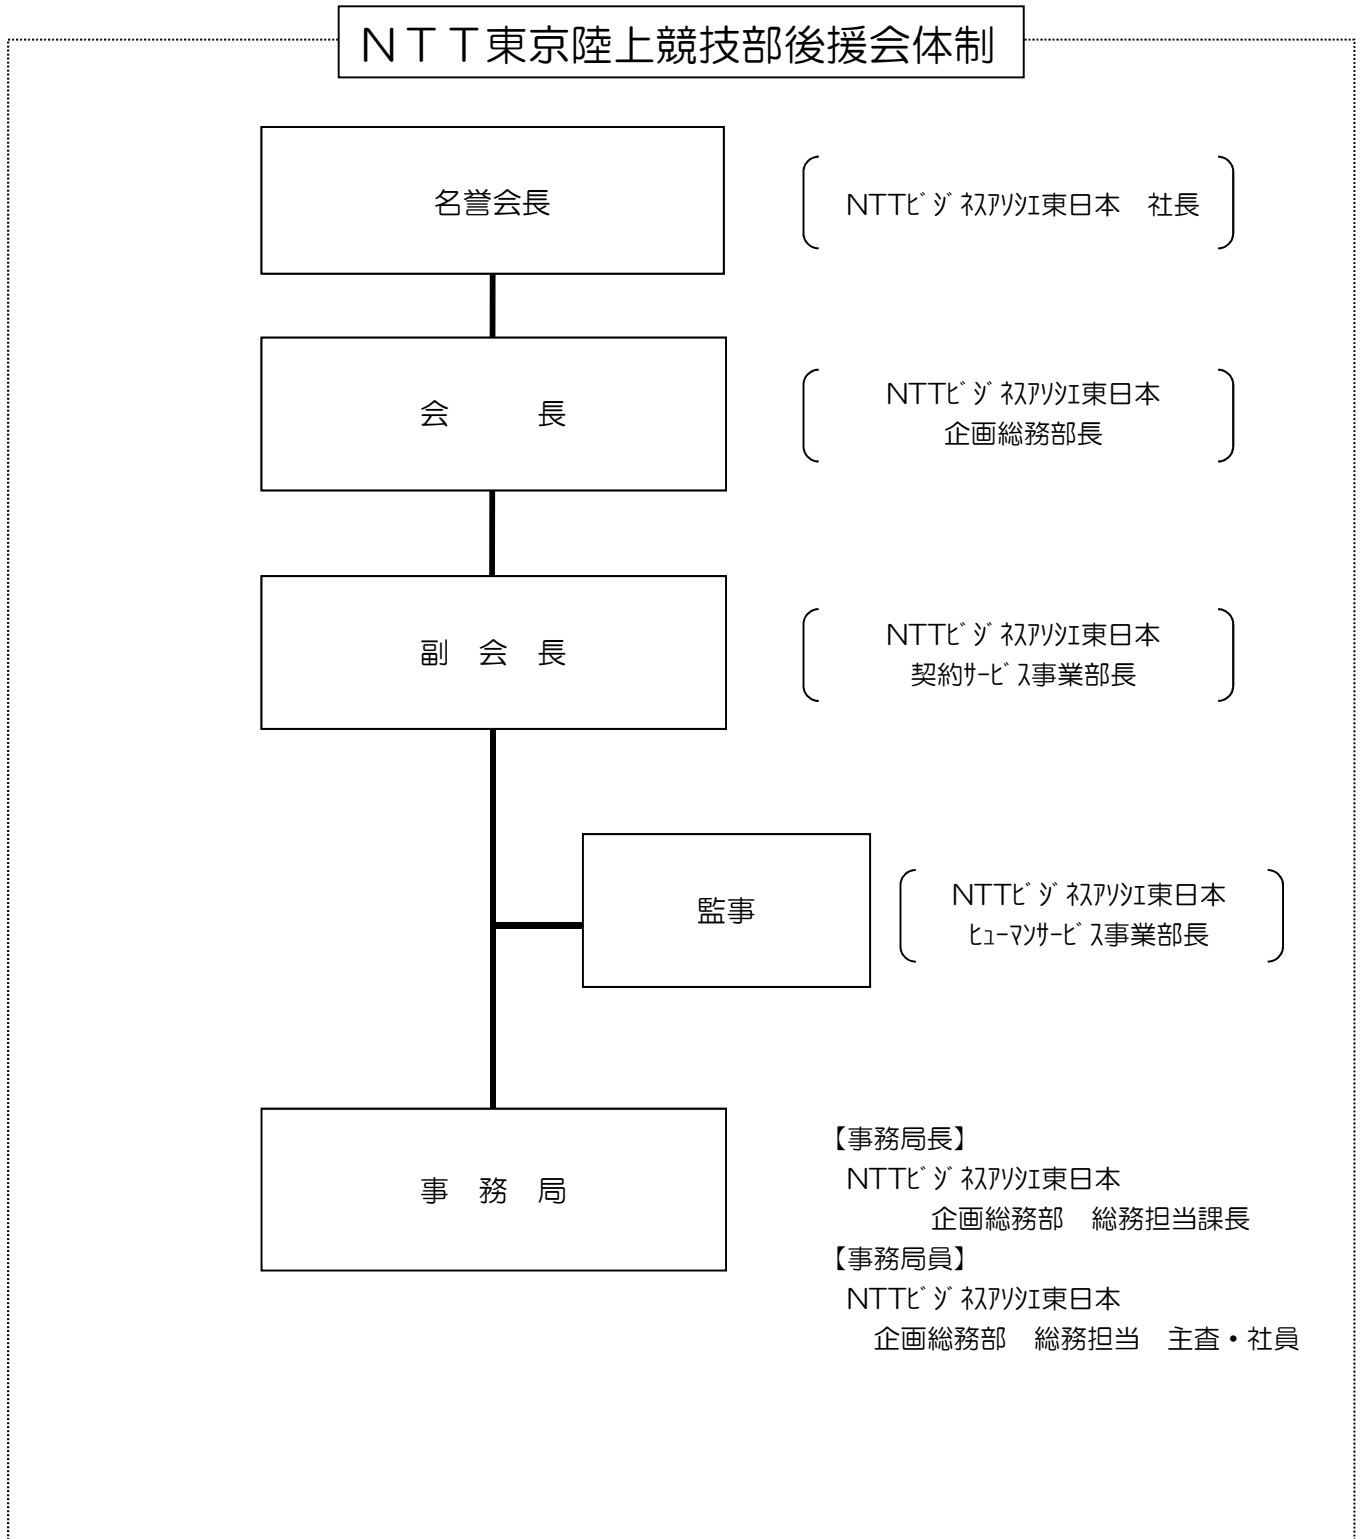 ＮＴＴ東京陸上競技部後援会体制
名誉会長
NTTﾋﾞｼﾞﾈｽｱｿｼｴ東日本　社長
会　　　長
NTTﾋﾞｼﾞﾈｽｱｿｼｴ東日本
企画総務部長
副　会　長
NTTﾋﾞｼﾞﾈｽｱｿｼｴ東日本
契約ｻｰﾋﾞｽ事業部長
監事
NTTﾋﾞｼﾞﾈｽｱｿｼｴ東日本
ﾋｭｰﾏﾝｻｰﾋﾞｽ事業部長
事　務　局
【事務局長】
NTTﾋﾞｼﾞﾈｽｱｿｼｴ東日本
企画総務部　総務担当課長
【事務局員】
NTTﾋﾞｼﾞﾈｽｱｿｼｴ東日本
企画総務部　総務担当　主査・社員